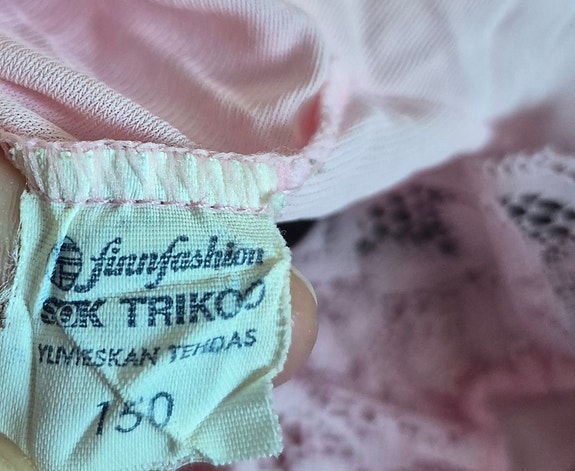 finnfashion
SOK TRIKOO
YLIVIESKAN TEHDAS
150